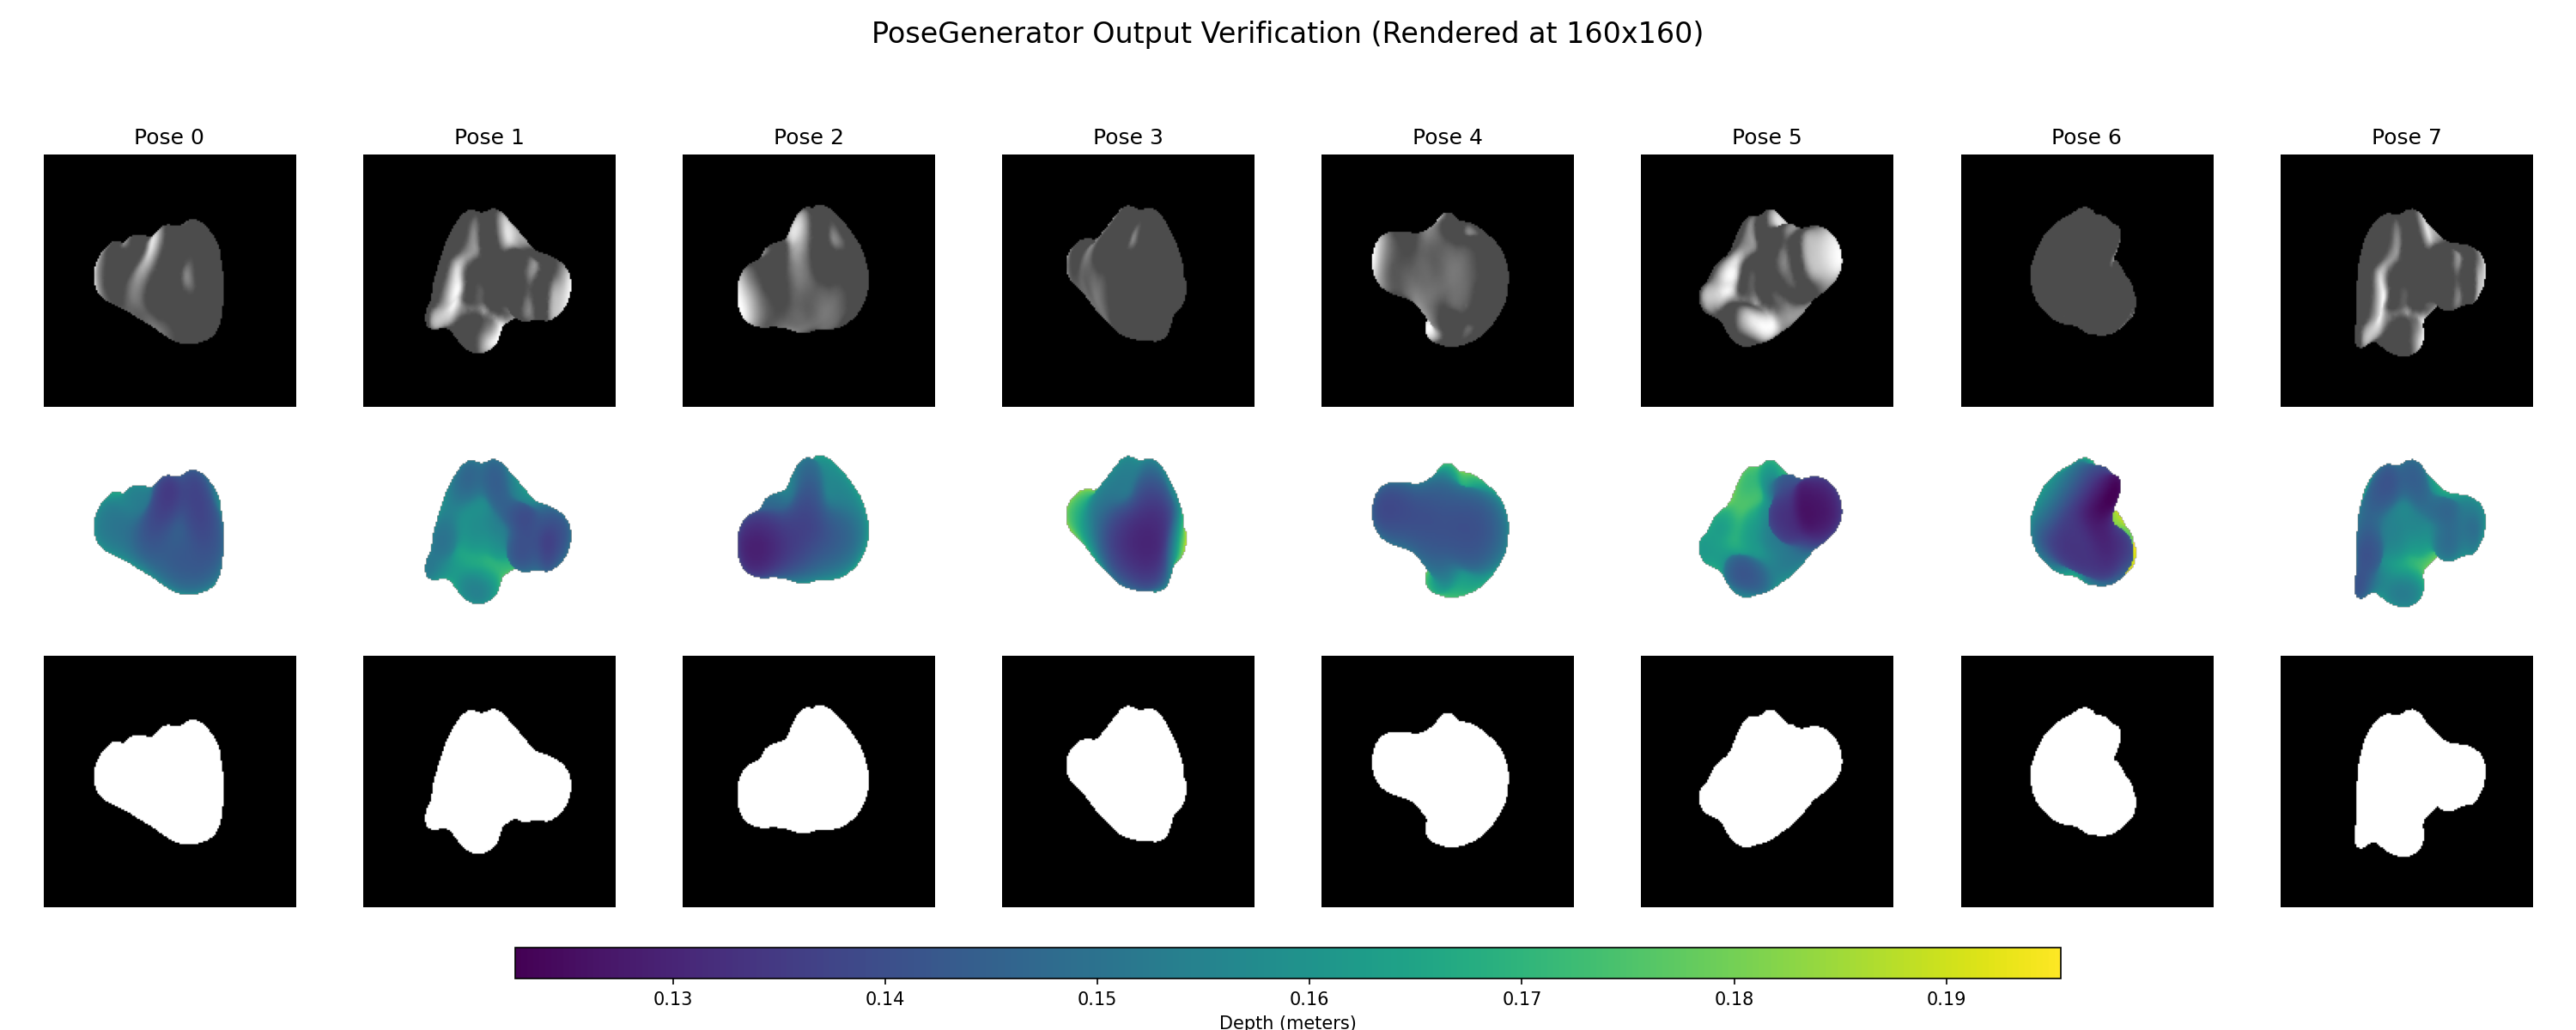 PoseGenerator Output Verification (Rendered at 160x160)
Pose 0 Pose 1 Pose 2 Pose 3 Pose 4 Pose 5 Pose 6 Pose 7
0.13 0.14 0.15 0.16 0.17 0.18 0.19
Depth (meters)